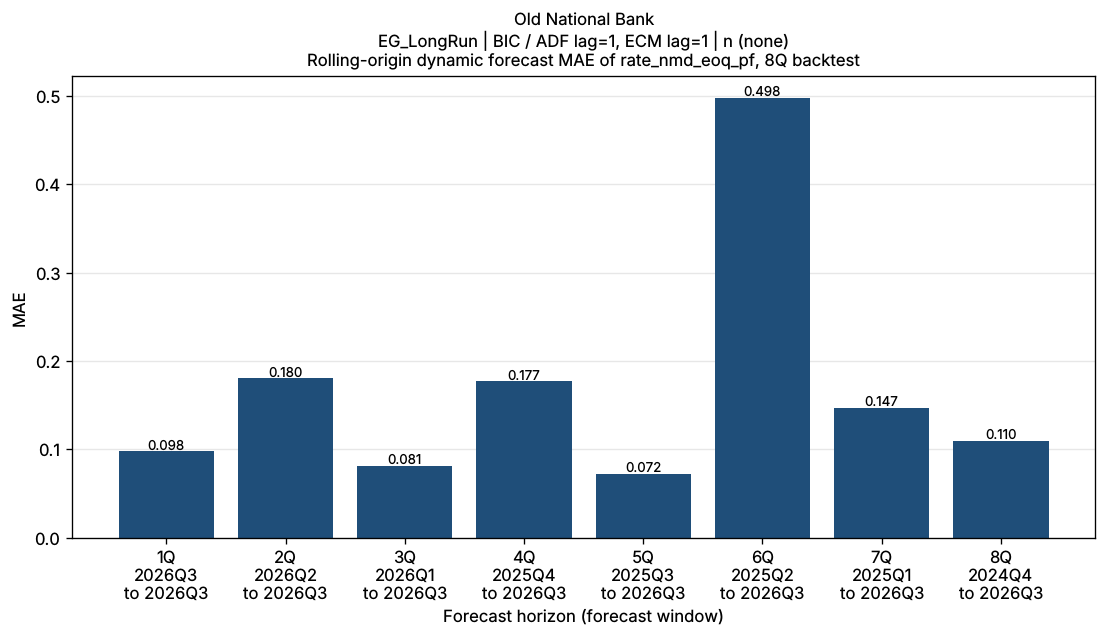 Old National Bank
EG_LongRun | BIC / ADF lag=1, ECM lag=1 | n (none)
Rolling-origin dynamic forecast MAE of rate_nmd_eoq_pf, 8Q backtest
MAE
0.5
0.4
0.3
0.2
0.1
0.0
0.098
0.180
0.081
0.177
0.072
0.498
0.147
0.110
1Q 2Q 3Q 4Q 5Q 6Q 7Q 8Q
2026Q3 2026Q2 2026Q1 2025Q4 2025Q3 2025Q2 2025Q1 2024Q4
to 2026Q3 to 2026Q3 to 2026Q3 to 2026Q3 to 2026Q3 to 2026Q3 to 2026Q3 to 2026Q3
Forecast horizon (forecast window)